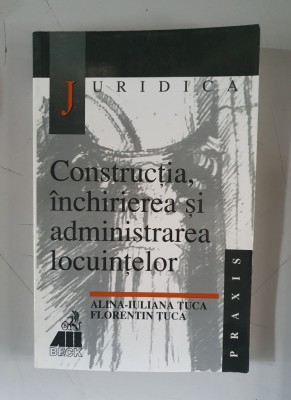 JURIDICA
Construcția,
închirierea și
administrarea
locuințelor
ALINA-IULIANA ȚUCA
FLORENTIN ȚUCA
PRAXIS
ALL
BECK